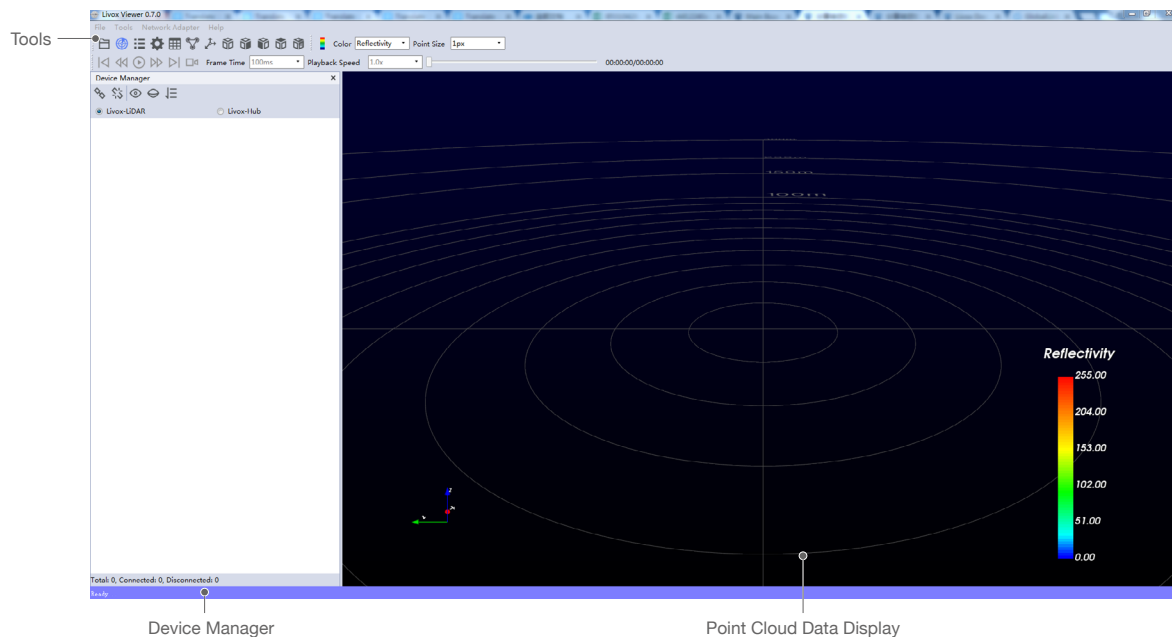 Livox Viewer 0.7.0
File Tools Network Adapter Help
Tools
Color Reflectivity Point Size 1px
Frame Time 100ms Playback Speed 1.0x 00:00:00/00:00:00
Device Manager x
Livox-LiDAR Livox-Hub
150m
100m
Reflectivity
255.00
204.00
153.00
102.00
51.00
0.00
z
Total: 0, Connected: 0, Disconnected: 0
Ready
Device Manager Point Cloud Data Display